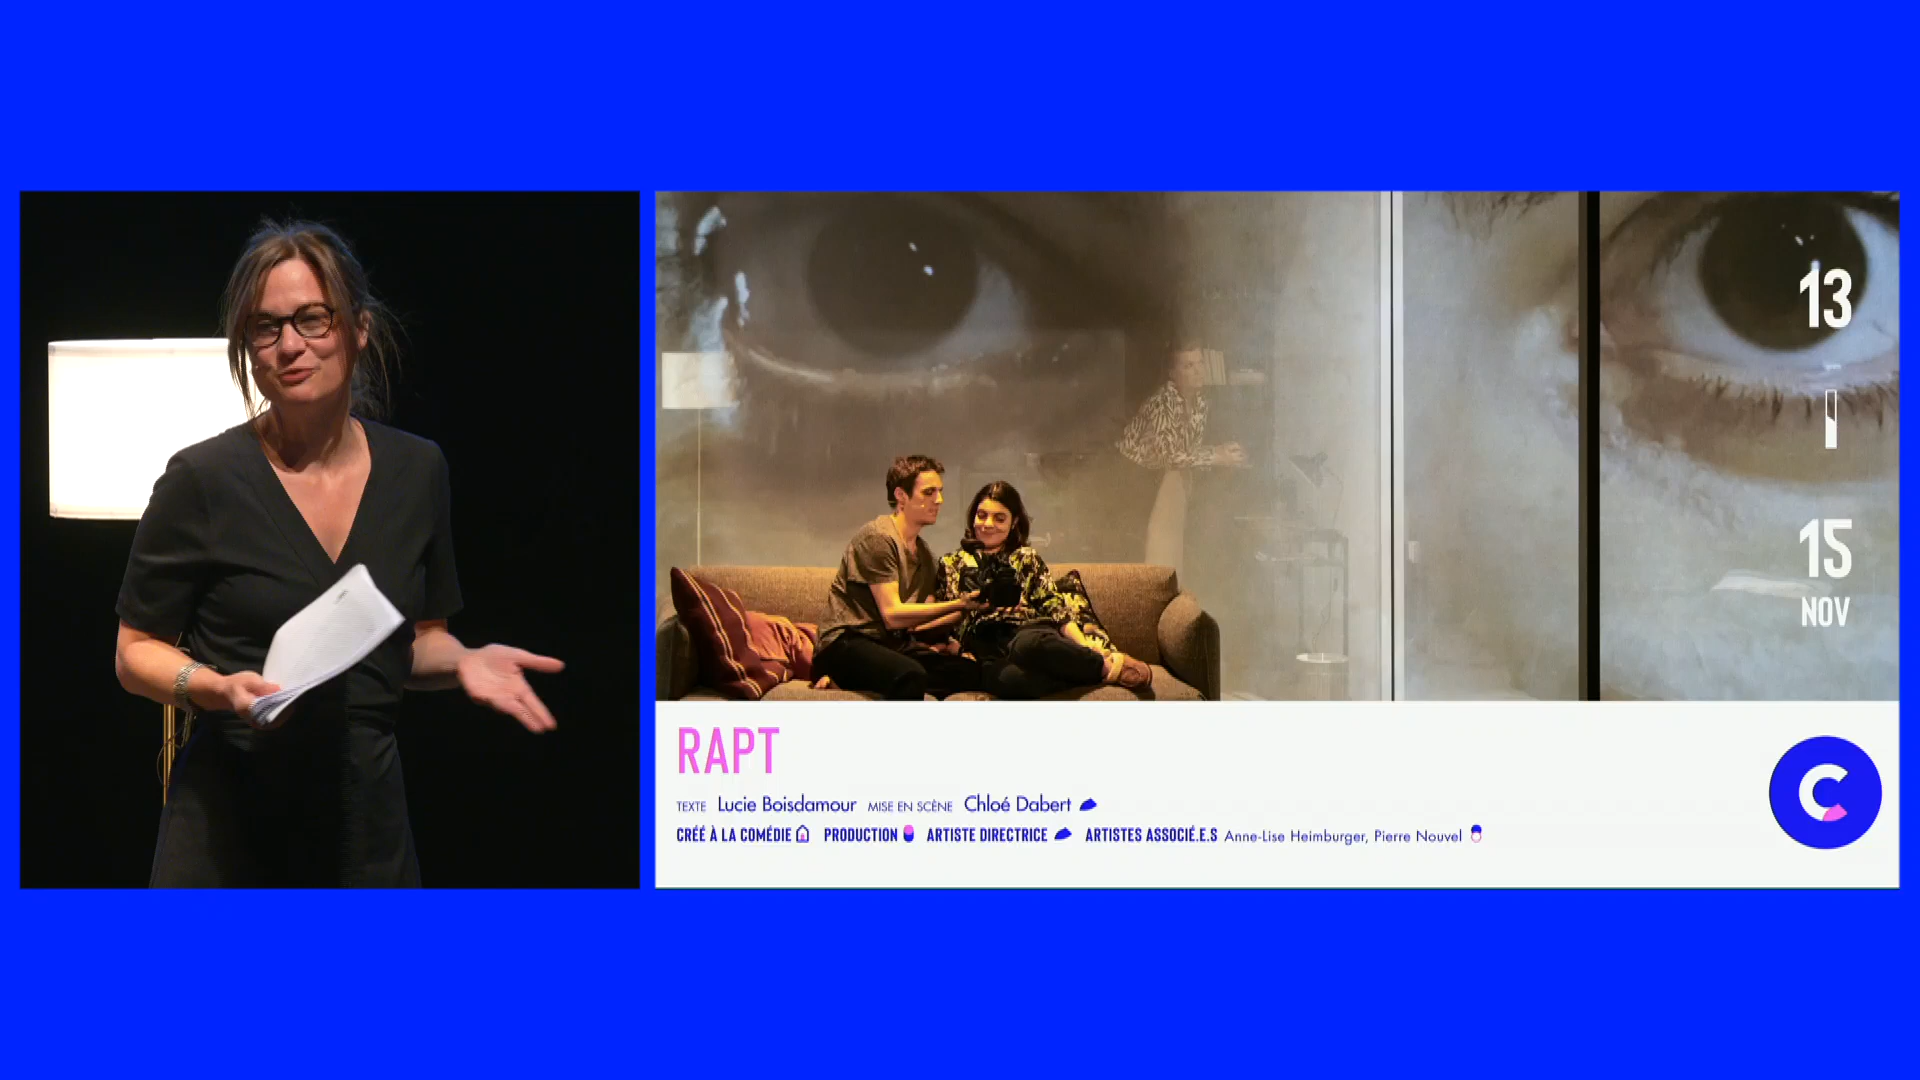 13
15
NOV
RAPT
TEXTE Lucie Boisdamour MISE EN SCÈNE Chloé Dabert
CRÉÉ À LA COMÉDIE PRODUCTION ARTISTE DIRECTRICE ARTISTES ASSOCIÉ.E.S Anne-Lise Heimburger, Pierre Nouvel
C